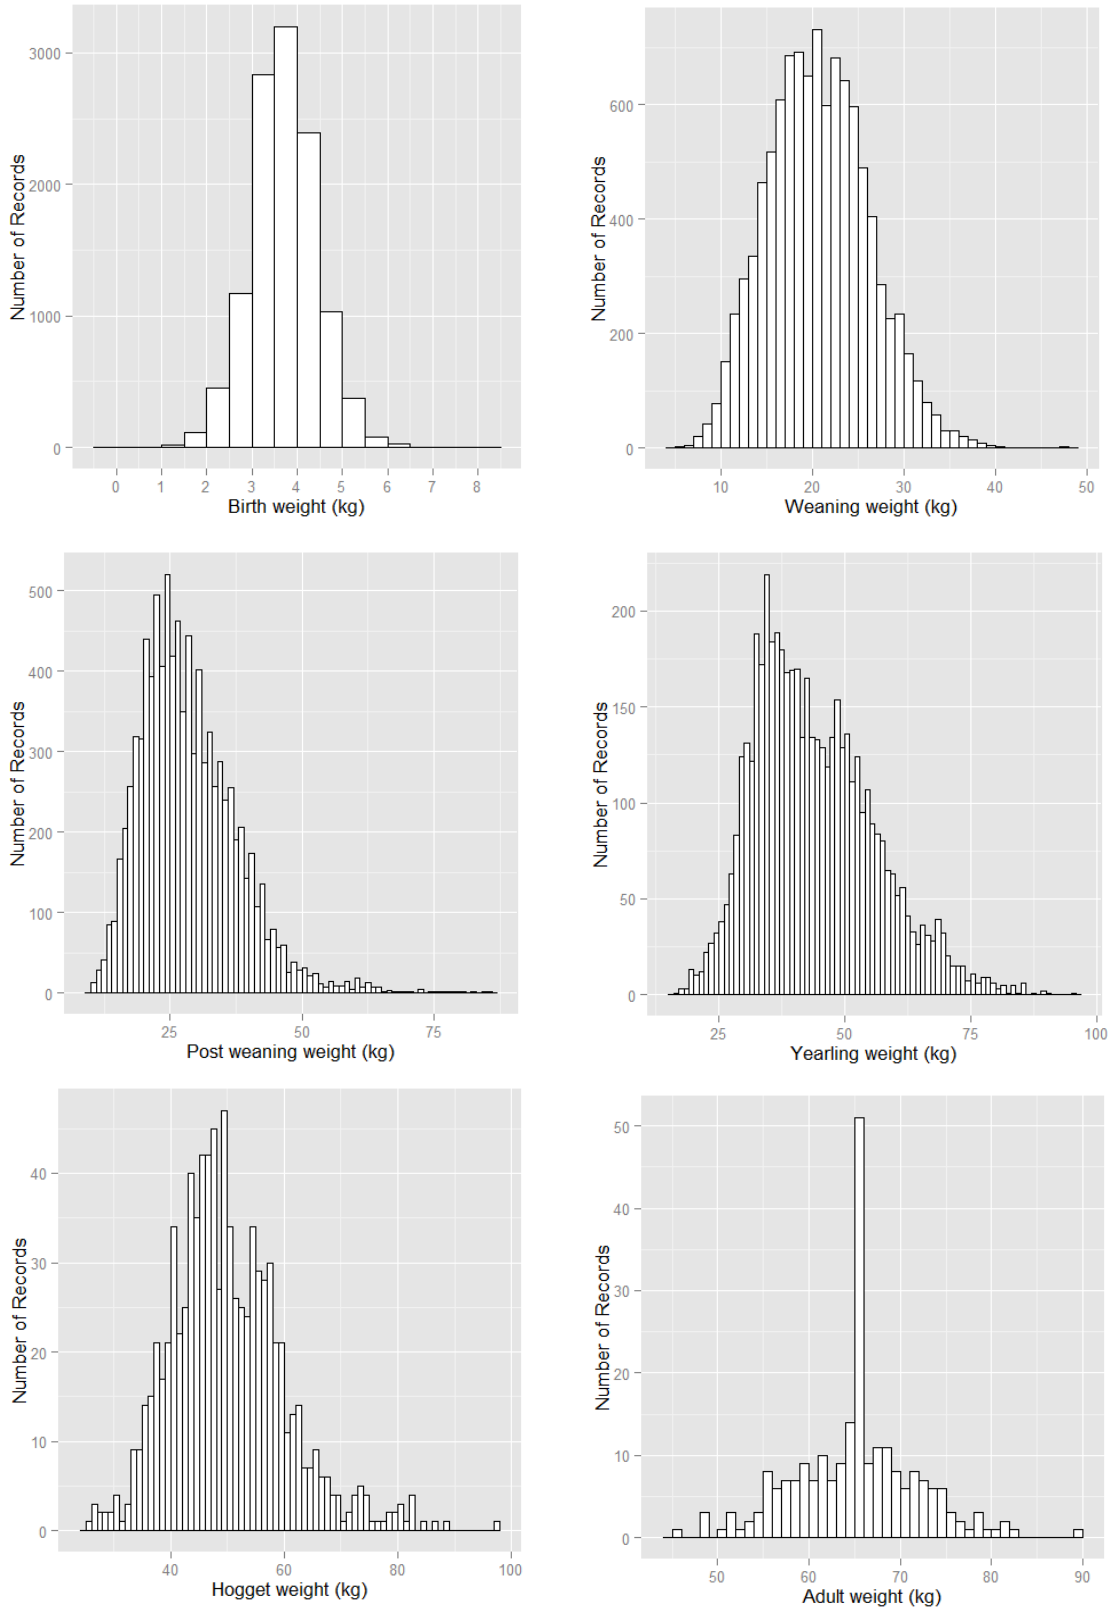 Number of Records
3000
2000
1000
0
0 1 2 3 4 5 6 7 8
Birth weight (kg)
Number of Records
600
400
200
0
10 20 30 40 50
Weaning weight (kg)
Number of Records
500
400
300
200
100
0
25 50 75
Post weaning weight (kg)
Number of Records
200
150
100
50
0
25 50 75 100
Yearling weight (kg)
Number of Records
40
30
20
10
0
40 60 80 100
Hogget weight (kg)
Number of Records
50
40
30
20
10
0
50 60 70 80 90
Adult weight (kg)